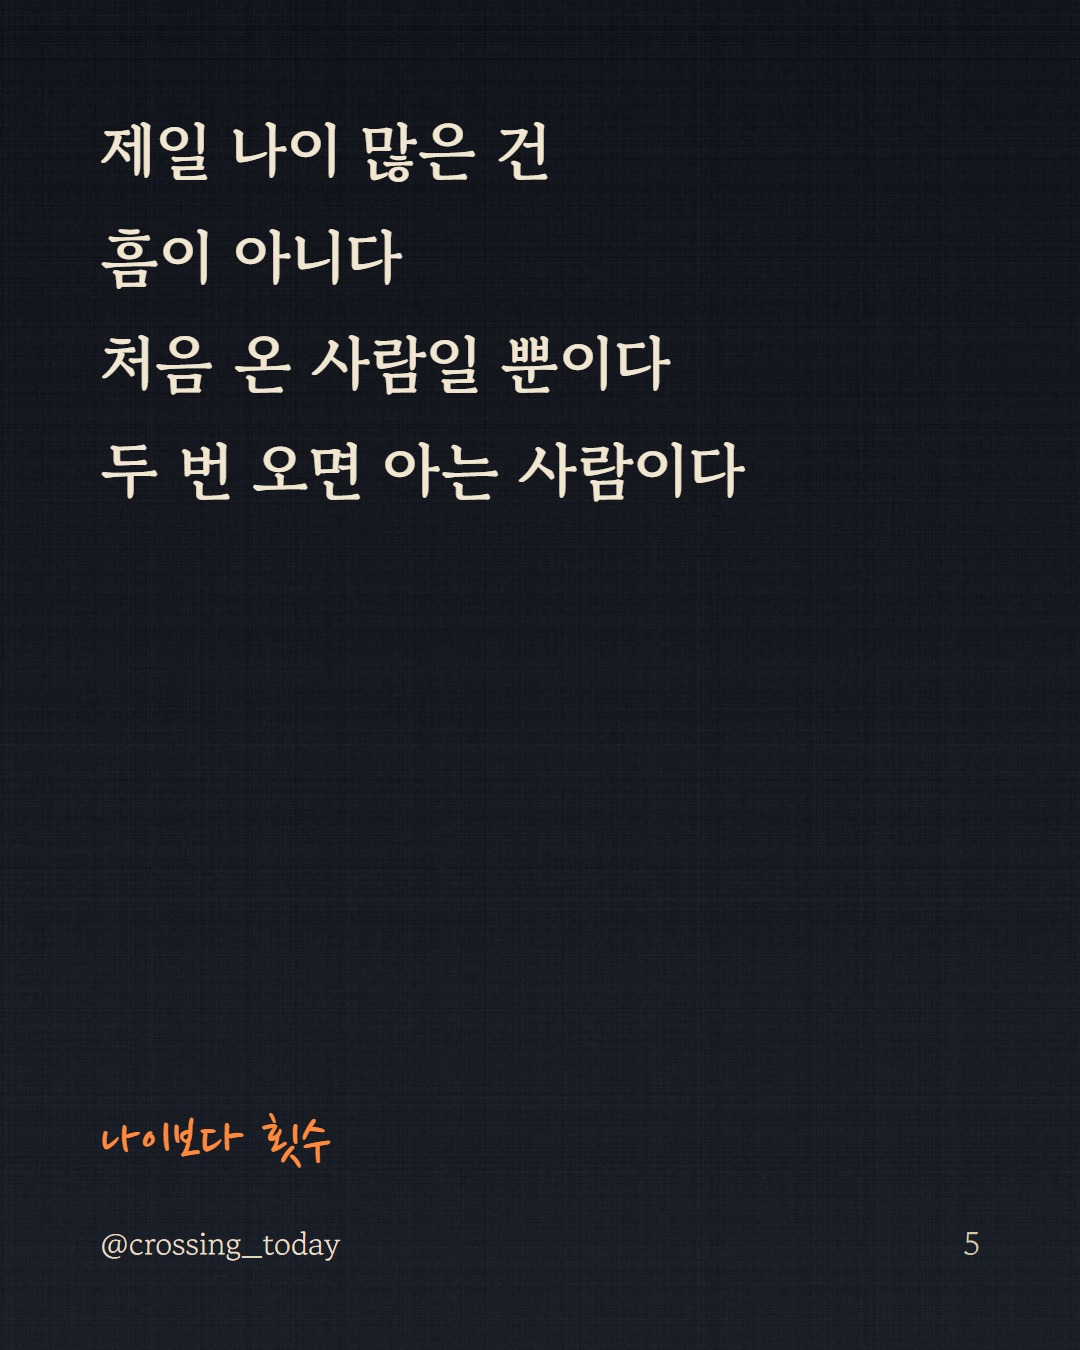 제일 나이 많은 건
흠이 아니다
처음 온 사람일 뿐이다
두 번 오면 아는 사람이다
나이보다 횟수
@crossing_today
5